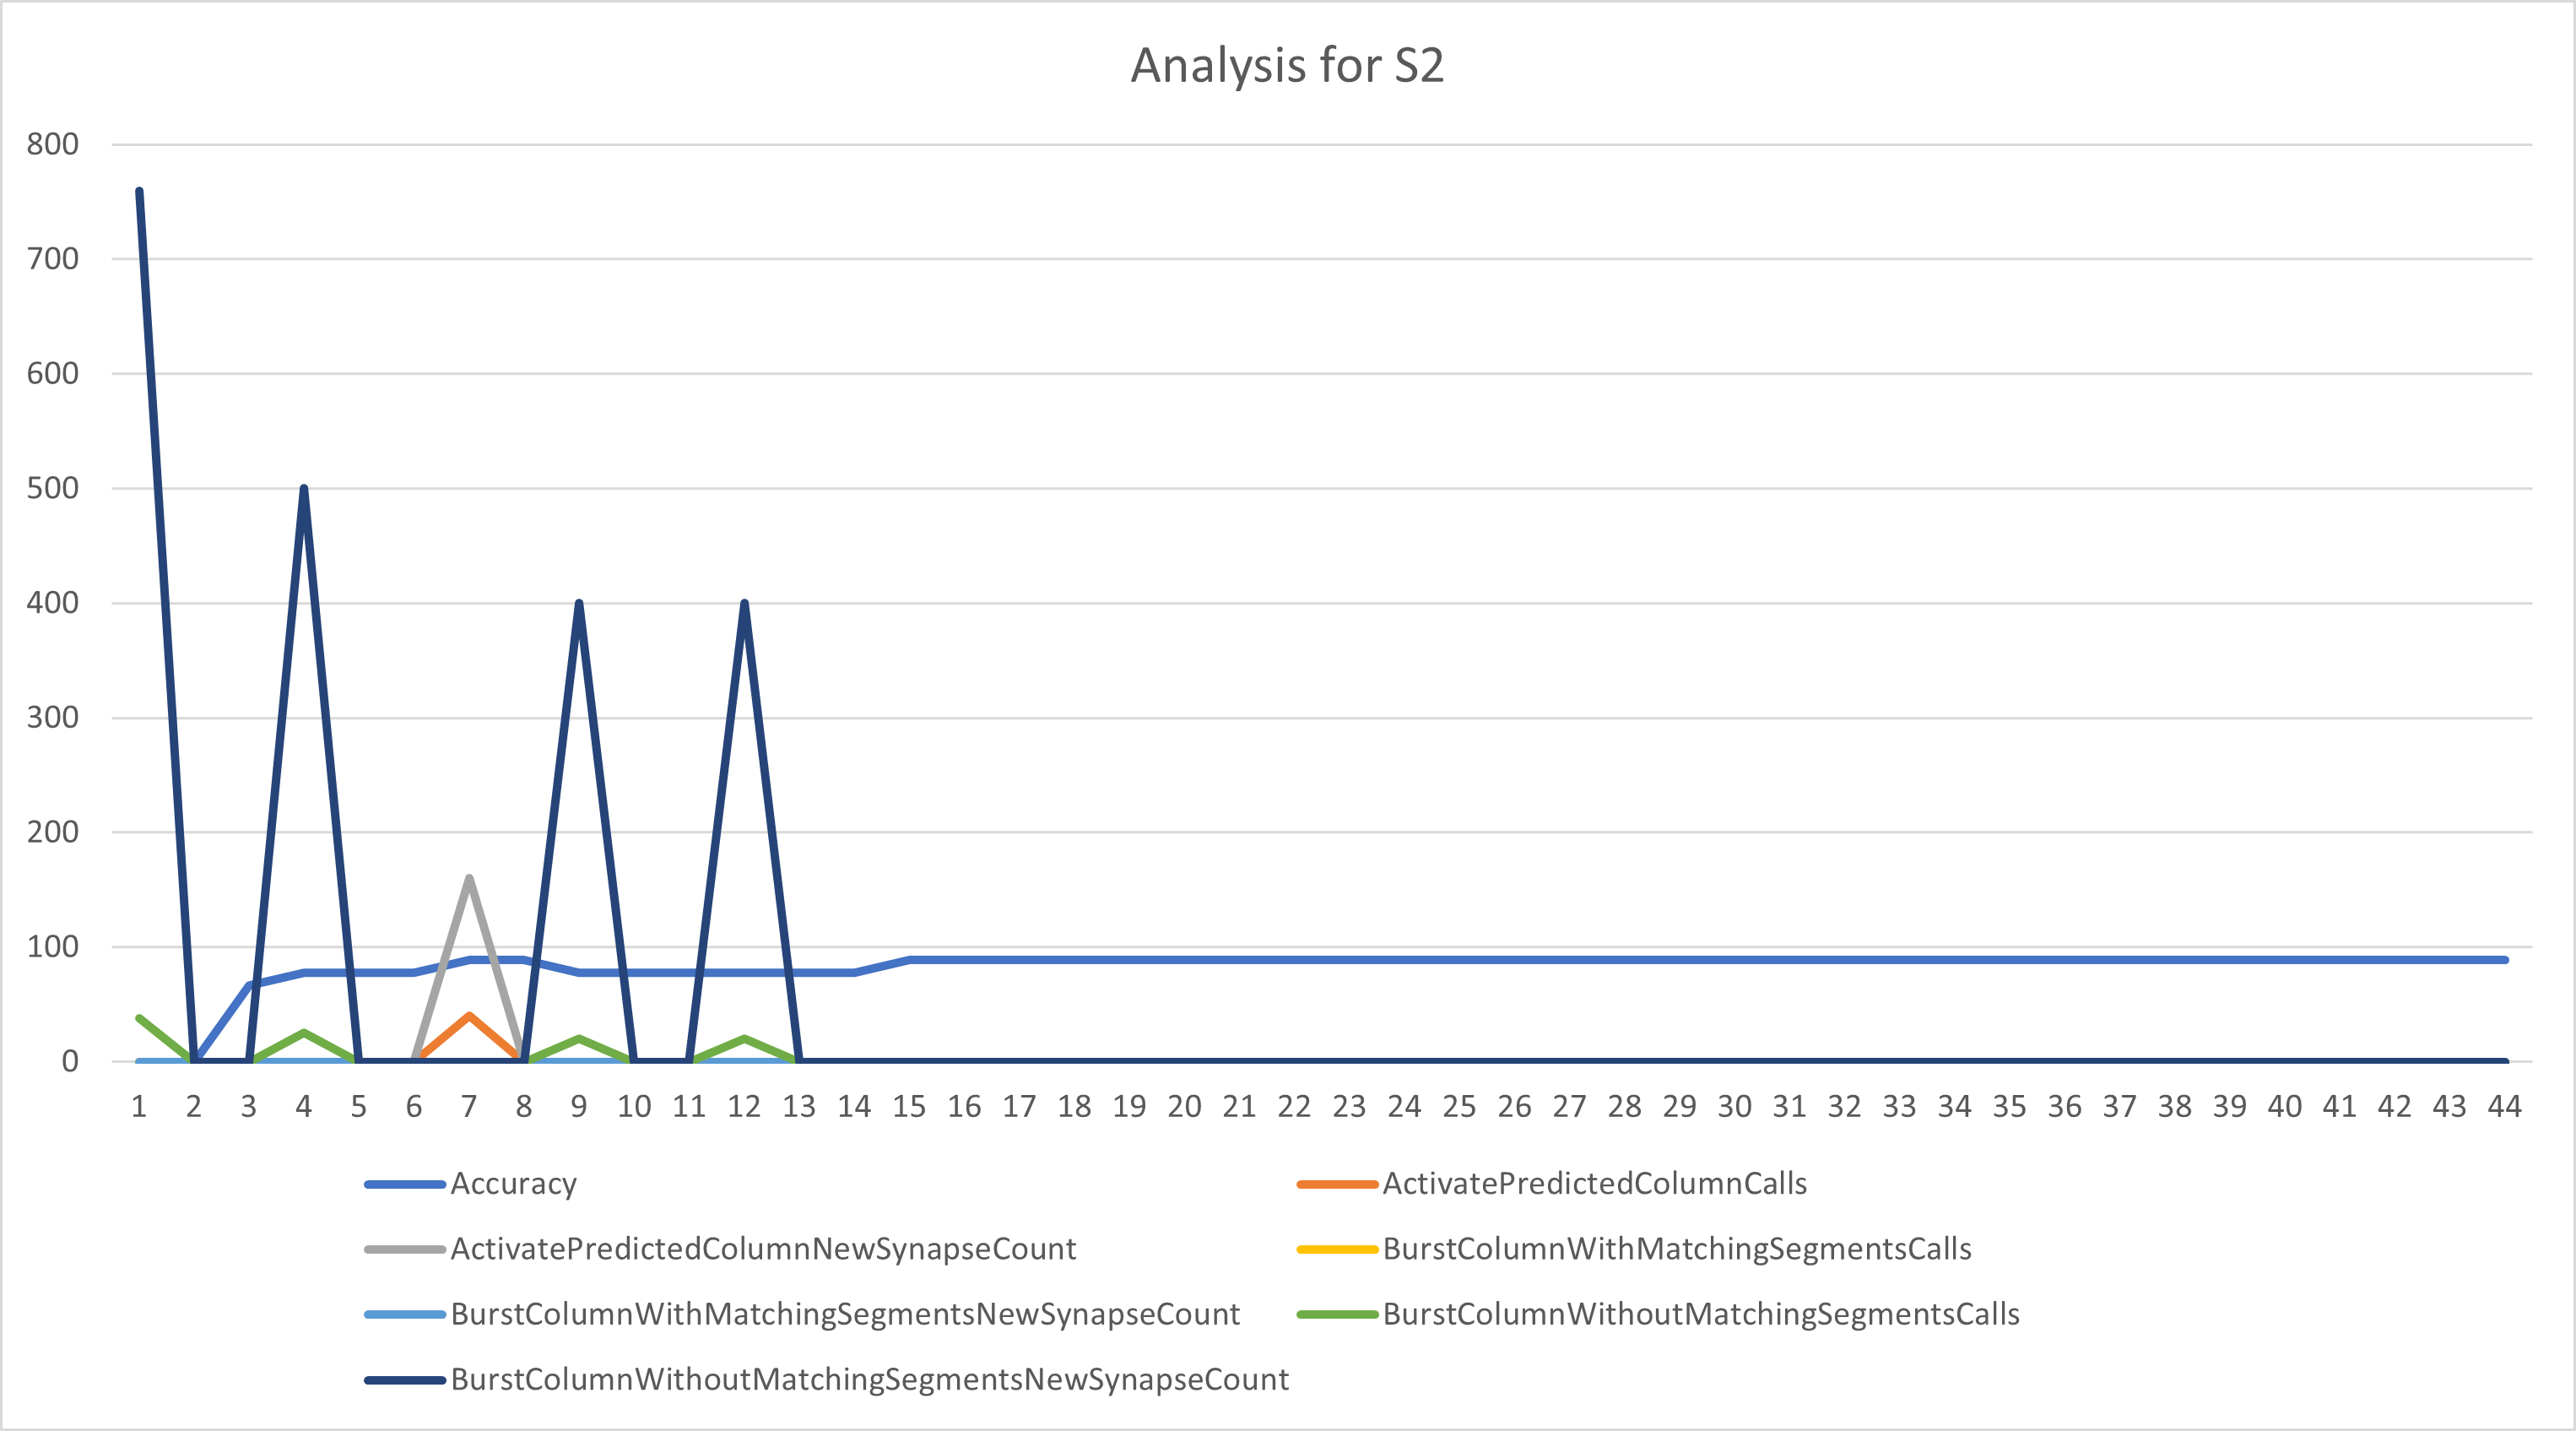 Analysis for S2
800
700
600
500
400
300
200
100
0
1 2 3 4 5 6 7 8 9 10 11 12 13 14 15 16 17 18 19 20 21 22 23 24 25 26 27 28 29 30 31 32 33 34 35 36 37 38 39 40 41 42 43 44
Accuracy ActivatePredictedColumnCalls
ActivatePredictedColumnNewSynapseCount BurstColumnWithMatchingSegmentsCalls
BurstColumnWithMatchingSegmentsNewSynapseCount BurstColumnWithoutMatchingSegmentsCalls
BurstColumnWithoutMatchingSegmentsNewSynapseCount